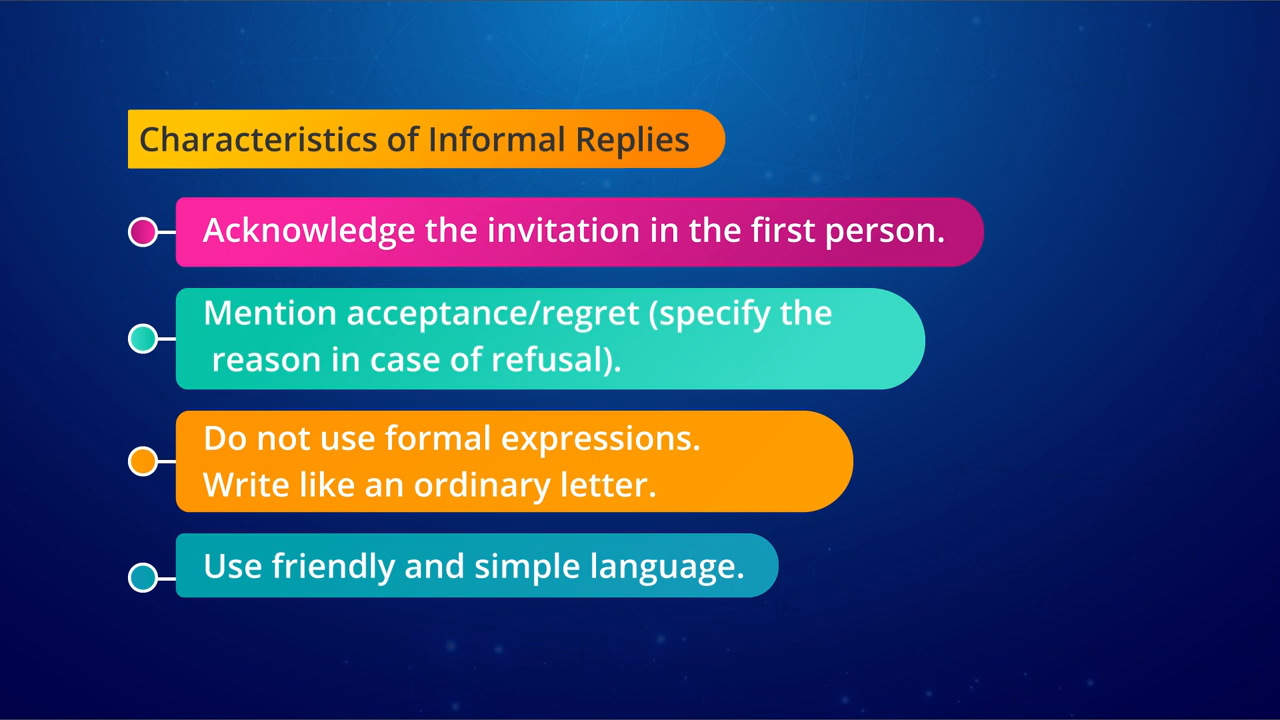 Characteristics of Informal Replies
Acknowledge the invitation in the first person.
Mention acceptance/regret (specify the
reason in case of refusal).
Do not use formal expressions.
Write like an ordinary letter.
Use friendly and simple language.